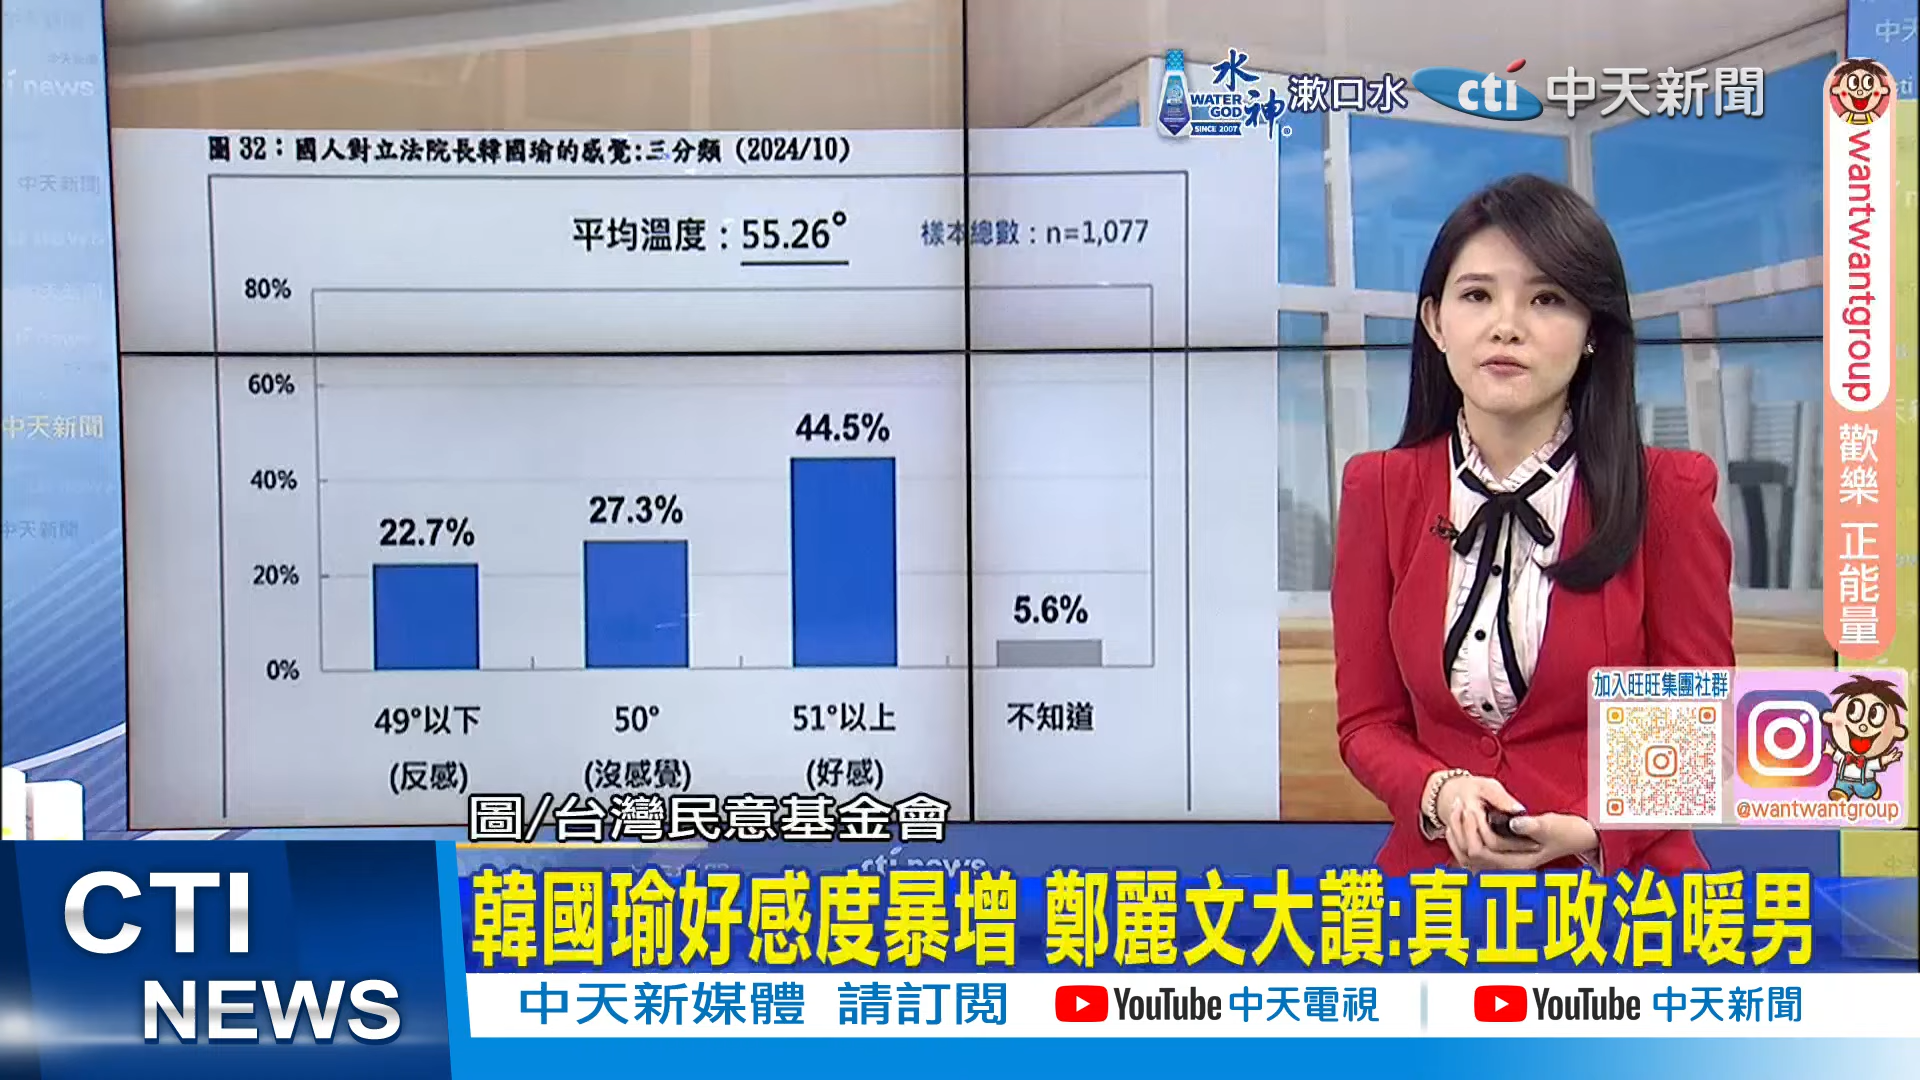 水神
WATER GOD
SINCE 2007
漱口水
cti 中天新聞
圖 32：國人對立法院長韓國瑜的感覺:三分類 (2024/10)
平均溫度：55.26°
樣本總數：n=1,077
80%
60%
40%
20%
0%
22.7%
27.3%
44.5%
5.6%
49°以下
(反感)
50°
(沒感覺)
51°以上
(好感)
不知道
圖/台灣民意基金會
wantwantgroup
歡樂 正能量
加入旺旺集團社群
@wantwantgroup
中天新聞
cti news
CTI
NEWS
韓國瑜好感度暴增 鄭麗文大讚:真正政治暖男
中天新媒體 請訂閱 YouTube 中天電視 | YouTube 中天新聞